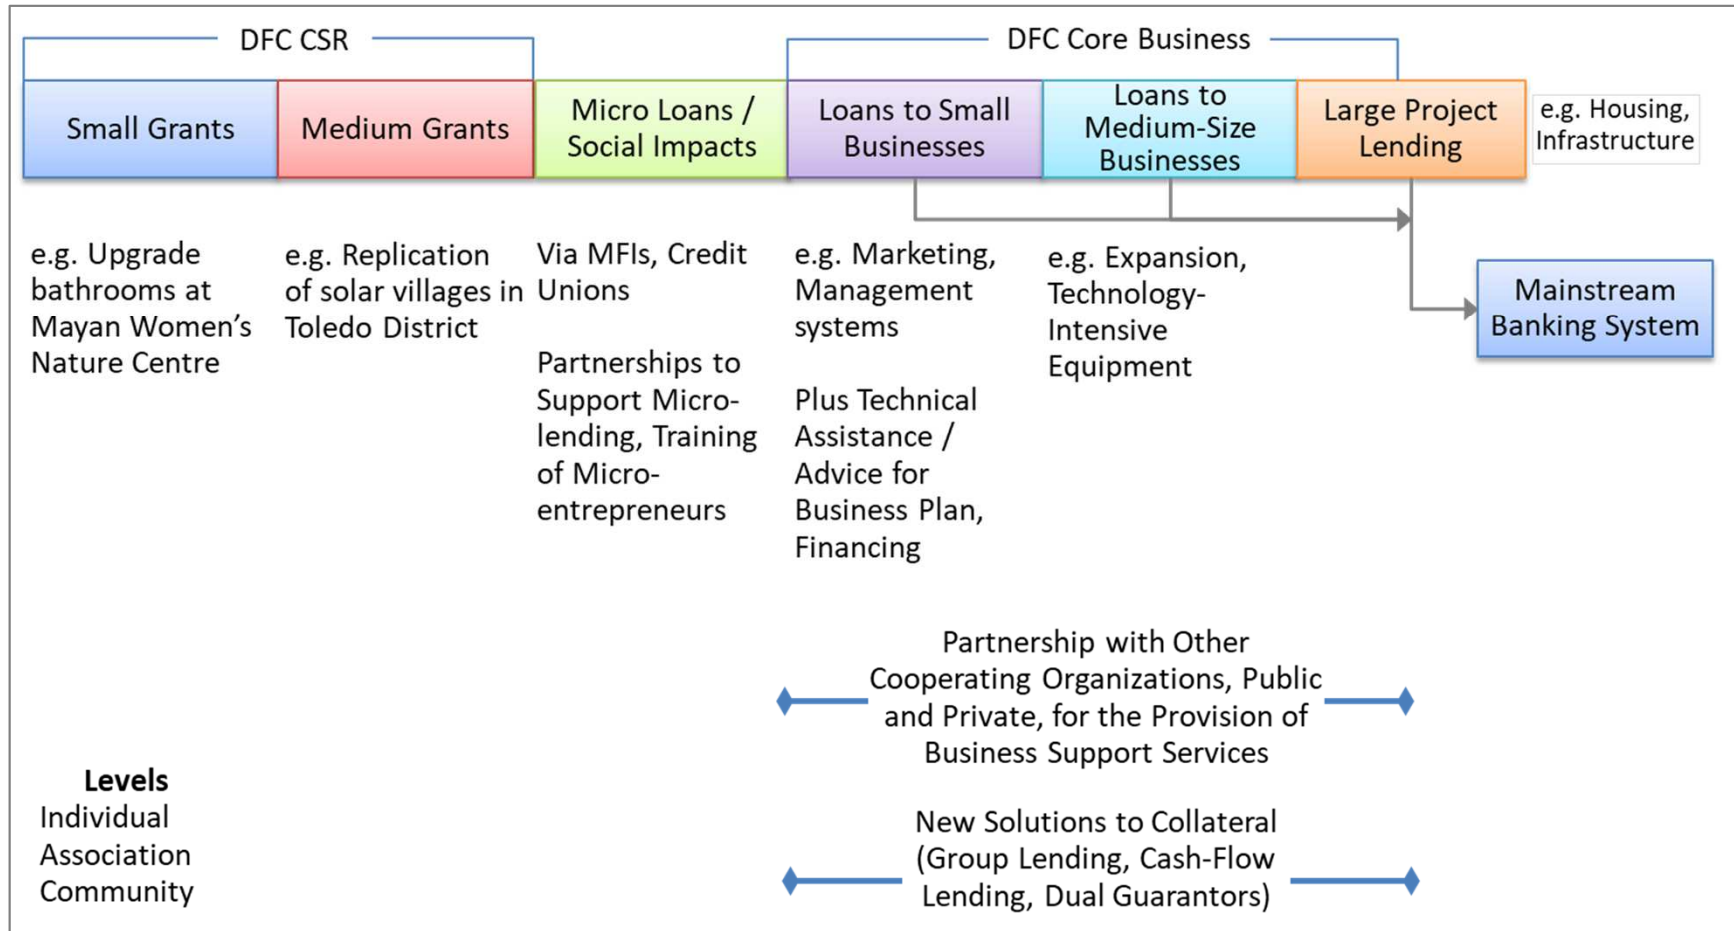 DFC CSR
DFC Core Business
Small Grants
Medium Grants
Micro Loans /
Social Impacts
Loans to Small
Businesses
Loans to
Medium-Size
Businesses
Large Project
Lending
e.g. Housing,
Infrastructure
e.g. Upgrade
bathrooms at
Mayan Women’s
Nature Centre
e.g. Replication
of solar villages in
Toledo District
Via MFIs, Credit
Unions
Partnerships to
Support Micro-
lending, Training
of Micro-
entrepreneurs
e.g. Marketing,
Management
systems
Plus Technical
Assistance /
Advice for
Business Plan,
Financing
e.g. Expansion,
Technology-
Intensive
Equipment
Mainstream
Banking System
Partnership with Other
Cooperating Organizations, Public
and Private, for the Provision of
Business Support Services
Levels
Individual
Association
Community
New Solutions to Collateral
(Group Lending, Cash-Flow
Lending, Dual Guarantors)